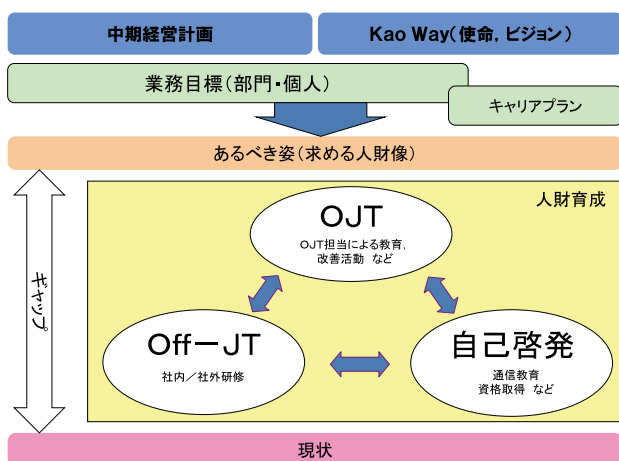 中期経営計画
Kao Way(使命，ビジョン)
業務目標(部門・個人)
キャリアプラン
あるべき姿(求める人財像)
人財育成
OJT
OJT担当による教育，
改善活動 など
ギャップ
Off－JT
社内／社外研修
自己啓発
通信教育
資格取得 など
現状